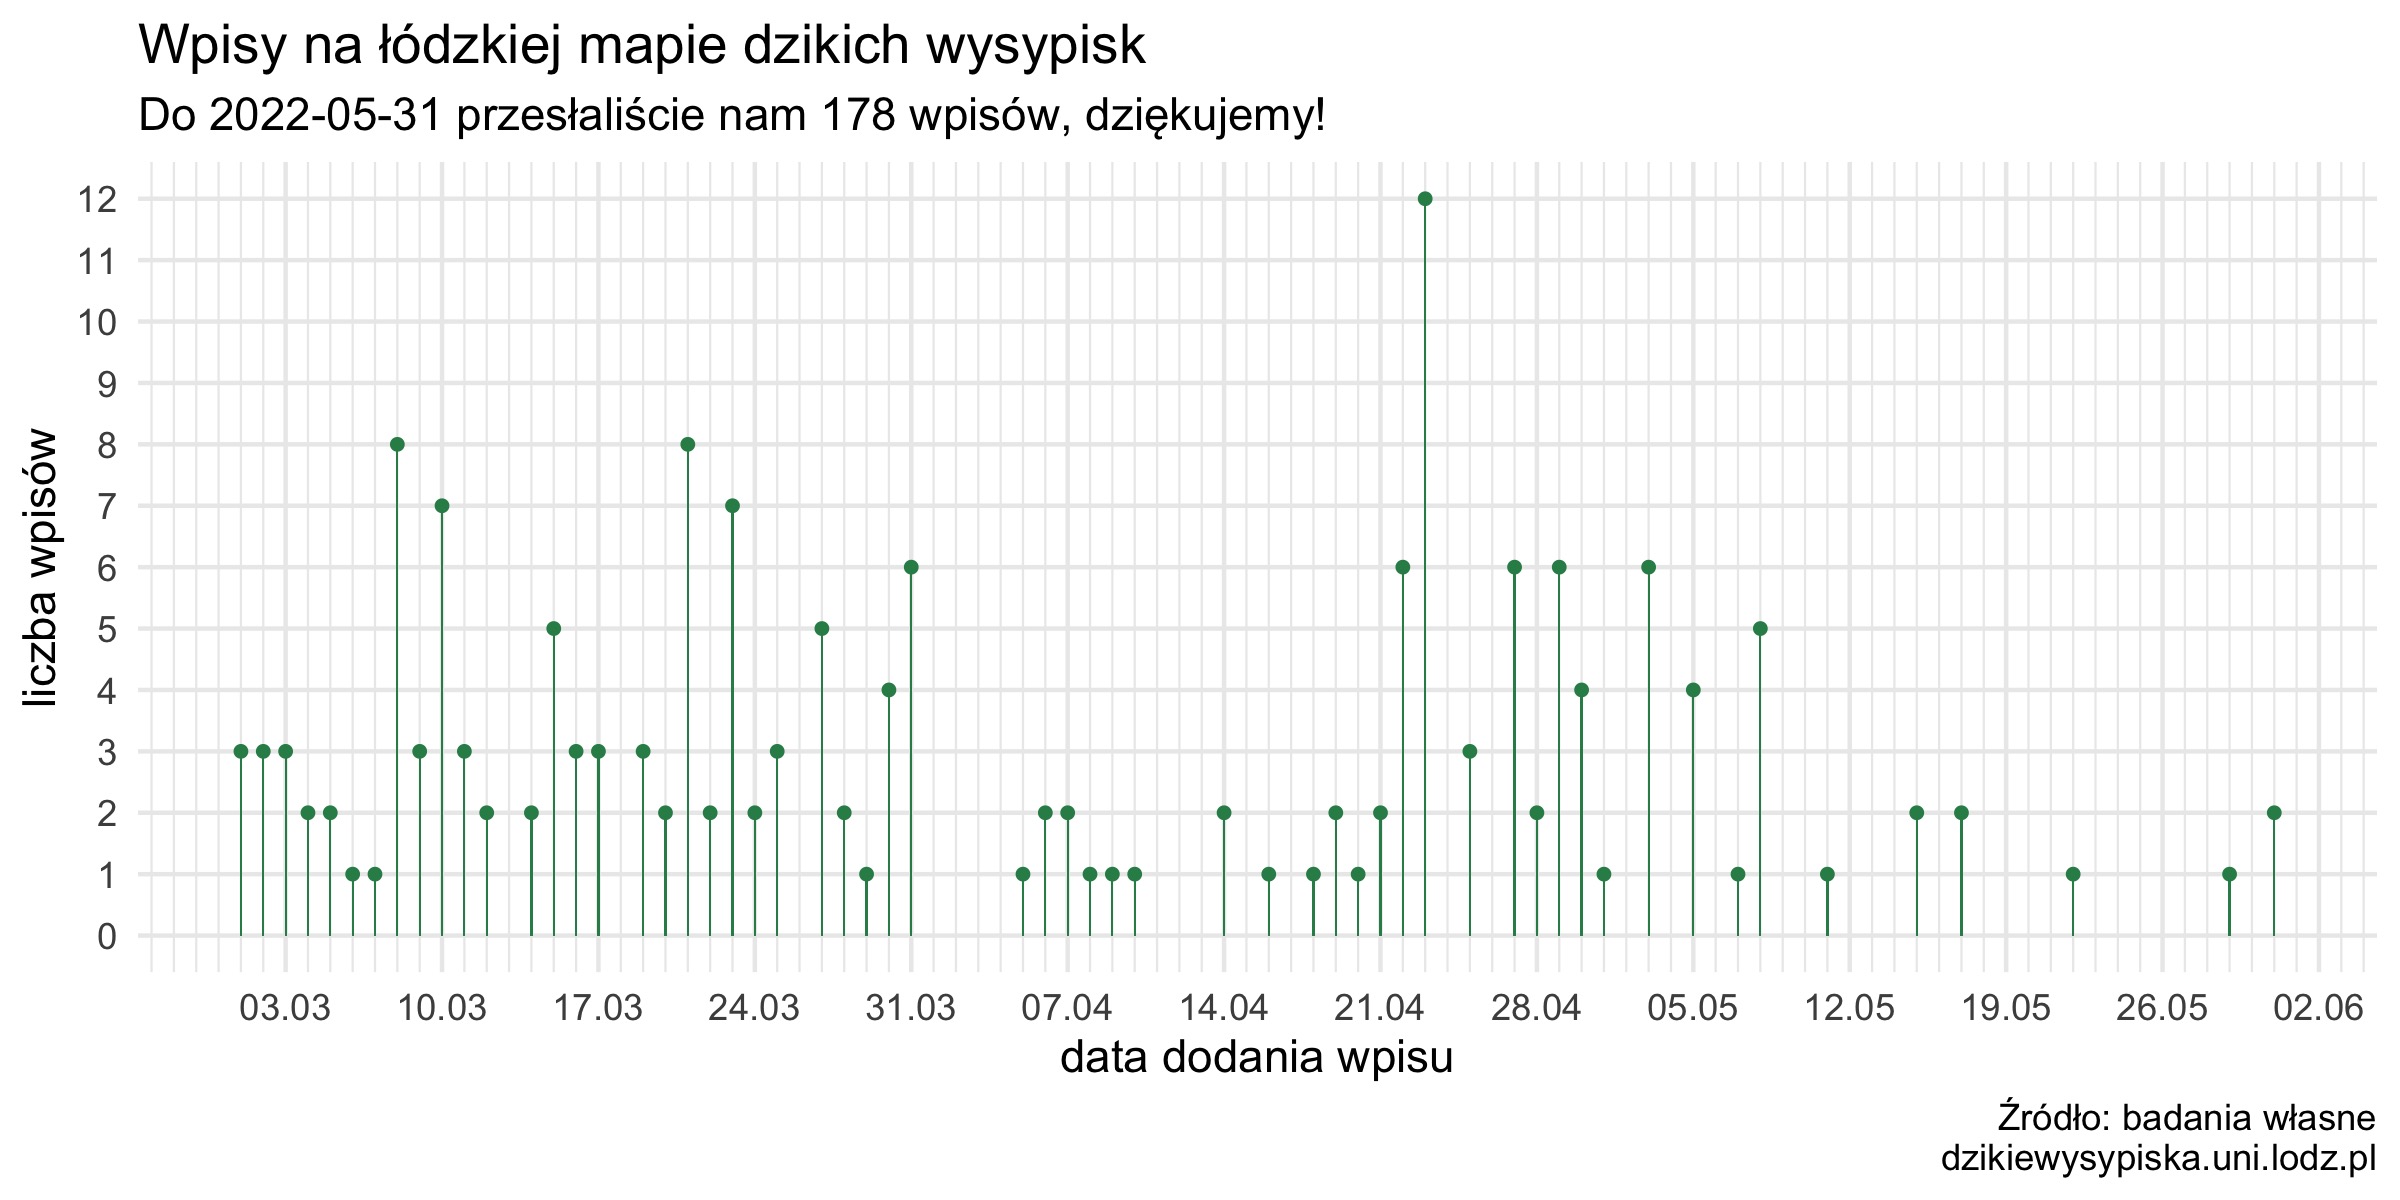 Wpisy na łódzkiej mapie dzikich wysypisk
Do 2022-05-31 przesłaliście nam 178 wpisów, dziękujemy!
12
11
10
9
8
7
6
5
4
3
2
1
0
liczba wpisów
03.03 10.03 17.03 24.03 31.03 07.04 14.04 21.04 28.04 05.05 12.05 19.05 26.05 02.06
data dodania wpisu
Źródło: badania własne
dzikiewysypiska.uni.lodz.pl